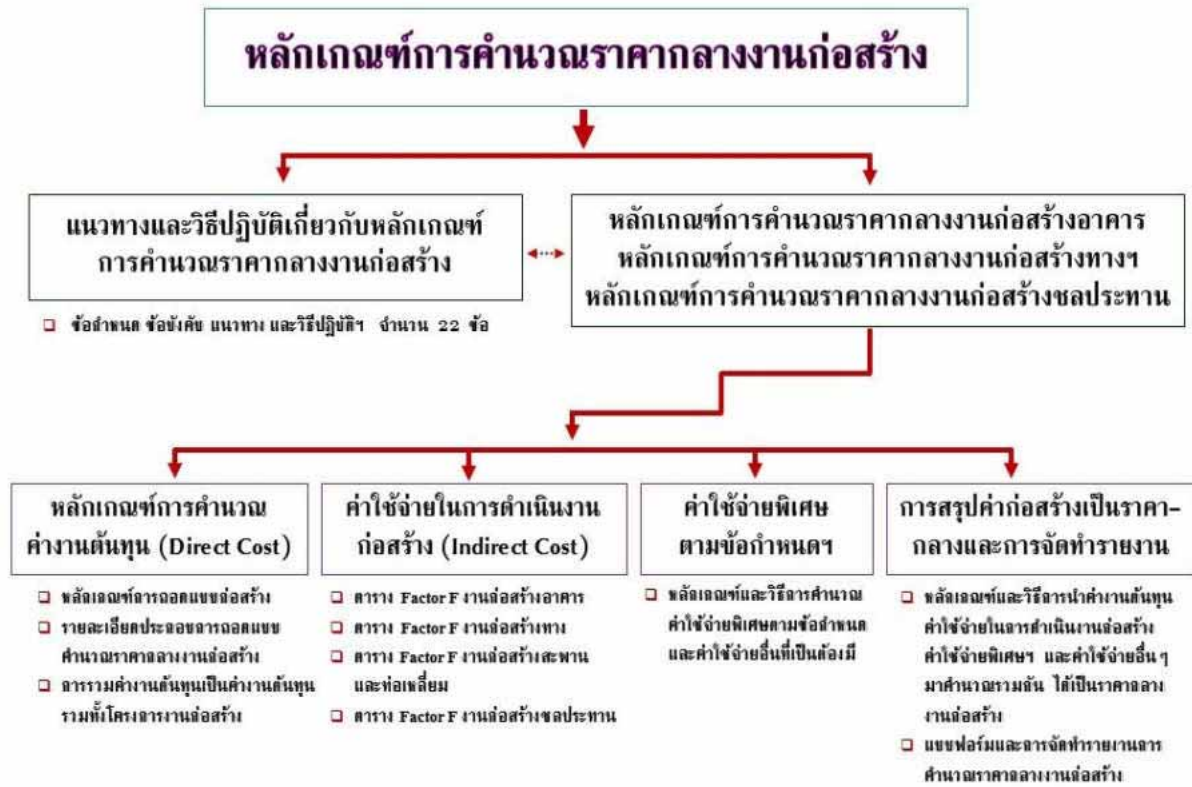 หลักเกณฑ์การคำนวณราคากลางงานก่อสร้าง
แนวทางและวิธีปฏิบัติเกี่ยวกับหลักเกณฑ์
การคำนวณราคากลางงานก่อสร้าง
❑ ข้อกำหนด ข้อบังคับ แนวทาง และวิธีปฏิบัติฯ จำนวน 22 ข้อ
หลักเกณฑ์การคำนวณราคากลางงานก่อสร้างอาคาร
หลักเกณฑ์การคำนวณราคากลางงานก่อสร้างทางฯ
หลักเกณฑ์การคำนวณราคากลางงานก่อสร้างชลประทาน
หลักเกณฑ์การคำนวณ
ค่างานต้นทุน (Direct Cost)
❑ หลักเกณฑ์การถอดแบบก่อสร้าง
❑ รายละเอียดประกอบการถอดแบบ
คำนวณราคากลางงานก่อสร้าง
❑ การรวมค่างานต้นทุนเป็นค่างานต้นทุน
รวมทั้งโครงการงานก่อสร้าง
ค่าใช้จ่ายในการดำเนินงาน
ก่อสร้าง (Indirect Cost)
❑ ตาราง Factor F งานก่อสร้างอาคาร
❑ ตาราง Factor F งานก่อสร้างทาง
❑ ตาราง Factor F งานก่อสร้างสะพาน
และท่อเหลี่ยม
❑ ตาราง Factor F งานก่อสร้างชลประทาน
ค่าใช้จ่ายพิเศษ
ตามข้อกำหนดฯ
❑ หลักเกณฑ์และวิธีการคำนวณ
ค่าใช้จ่ายพิเศษตามข้อกำหนด
และค่าใช้จ่ายอื่นที่เป็นต้องมี
การสรุปค่าก่อสร้างเป็นราคา-
กลางและการจัดทำรายงาน
❑ หลักเกณฑ์และวิธีการนำค่างานต้นทุน
ค่าใช้จ่ายในการดำเนินงานก่อสร้าง
ค่าใช้จ่ายพิเศษฯ และค่าใช้จ่ายอื่นๆ
มาคำนวณรวมกัน ได้เป็นราคากลาง
งานก่อสร้าง
❑ แบบฟอร์มและการจัดทำรายงานการ
คำนวณราคากลางงานก่อสร้าง